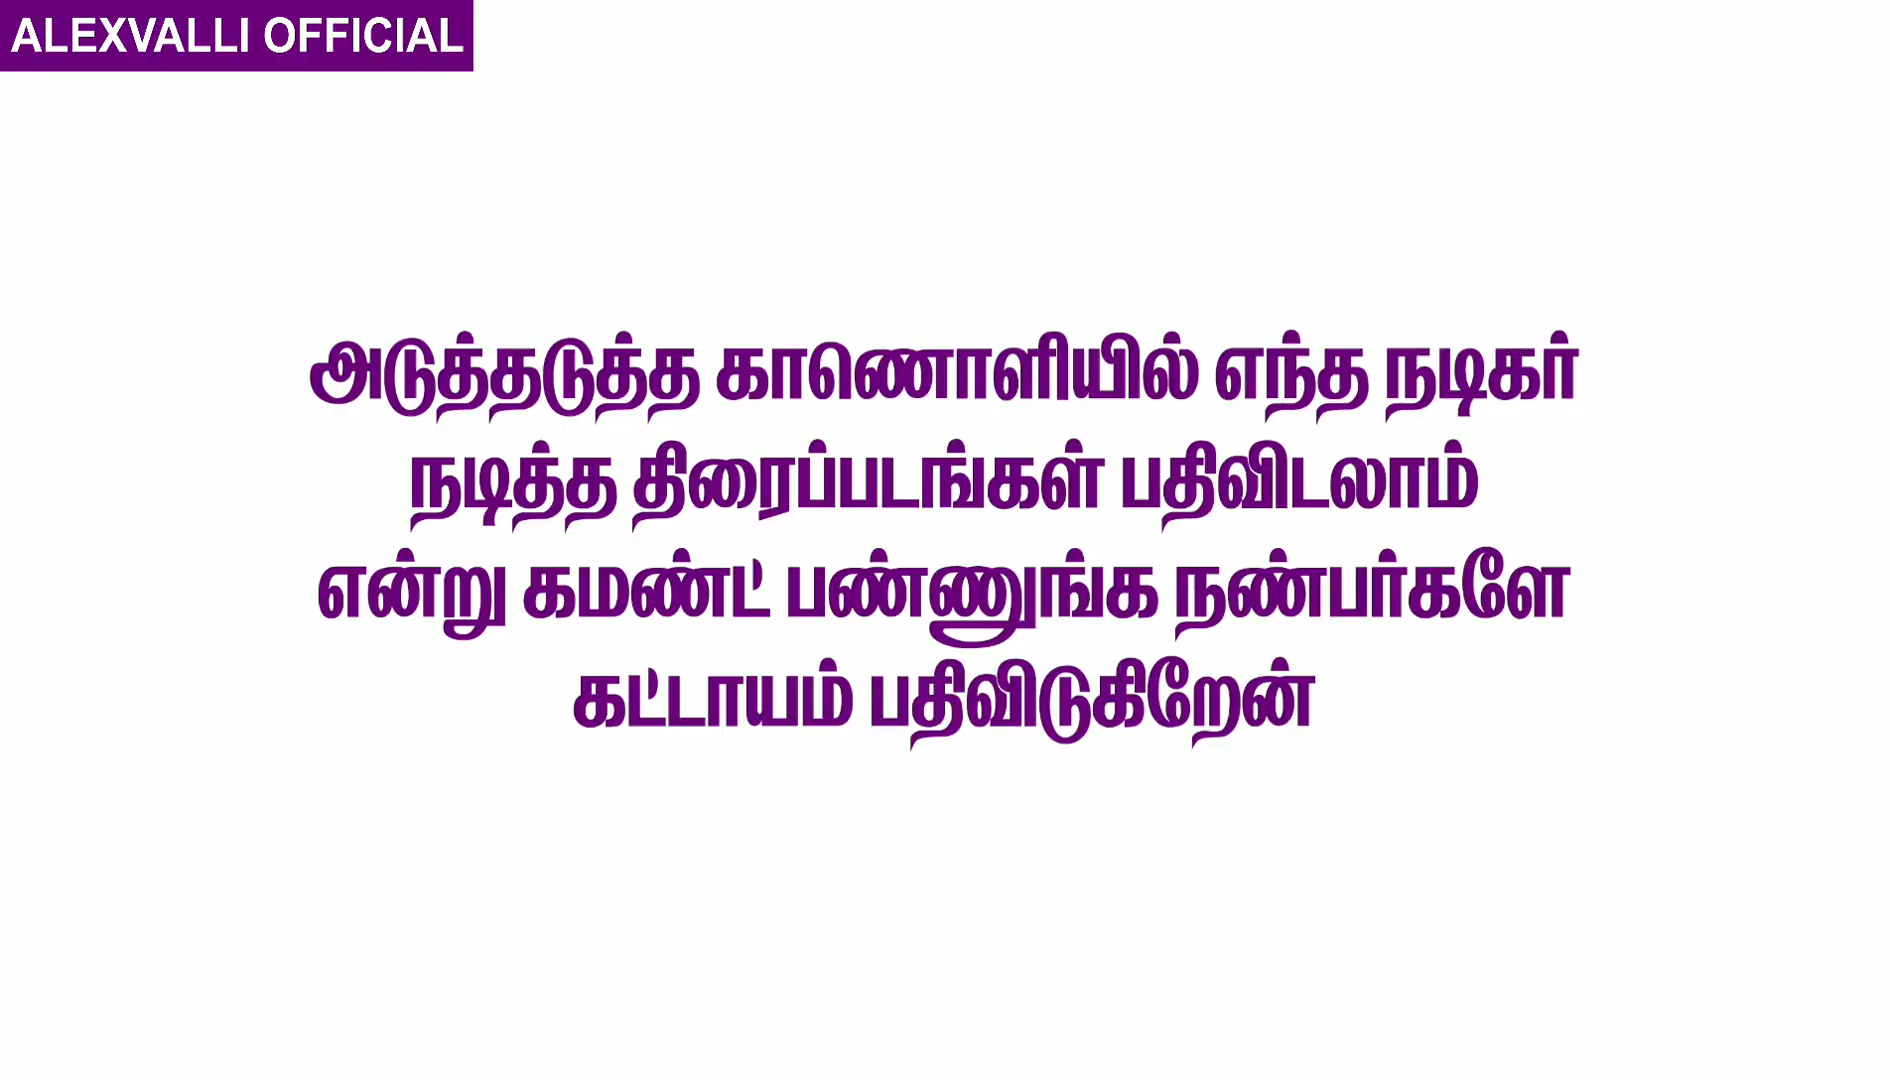 ALEXVALLI OFFICIAL
அடுத்தடுத்த காணொளியில் எந்த நடிகர்
நடித்த திரைப்படங்கள் பதிவிடலாம்
என்று கமண்ட் பண்ணுங்க நண்பர்களே
கட்டாயம் பதிவிடுகிறேன்